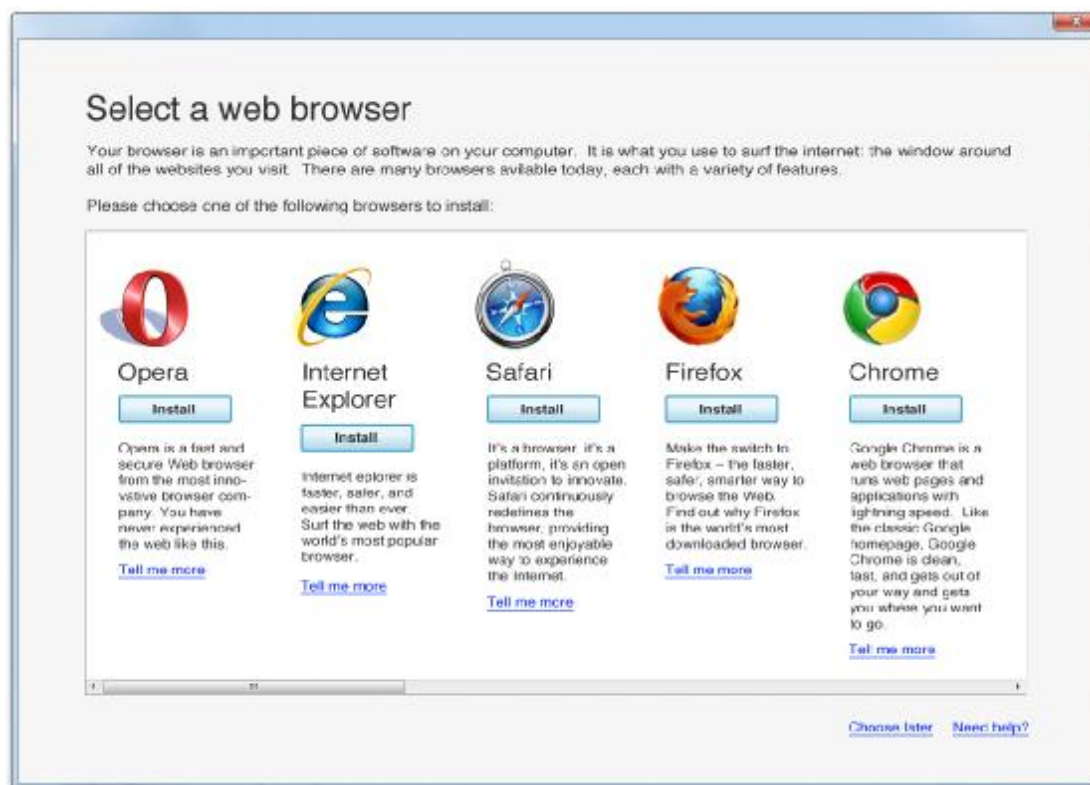 Select a web browser
Your browser is an important piece of software on your computer.  It is what you use to surf the internet: the window around
all of the websites you visit.  There are many browsers avilable today, each with a variety of features.
Please choose one of the following browsers to install:
Opera
Install
Opera is a fast and
secure Web browser
from the most inno-
vative browser com-
pany. You have
never experienced
the web like this.
Tell me more
Internet
Explorer
Install
Internet eplorer is
faster, safer, and
easier than ever.
Surf the web with the
world's most popular
browser.
Tell me more
Safari
Install
It's a browser, it's a
platform, it's an open
invitation to innovate.
Safari continuously
redefines the
browser, providing
the most enjoyable
way to experience
the Internet.
Tell me more
Firefox
Install
Make the switch to
Firefox – the faster,
safer, smarter way to
browse the Web.
Find out why Firefox
is the world's most
downloaded browser.
Tell me more
Chrome
Install
Google Chrome is a
web browser that
runs web pages and
applications with
lightning speed.  Like
the classic Google
homepage, Google
Chrome is clean,
fast, and gets out of
your way and gets
you where you want
to go.
Tell me more
Choose later
Need help?